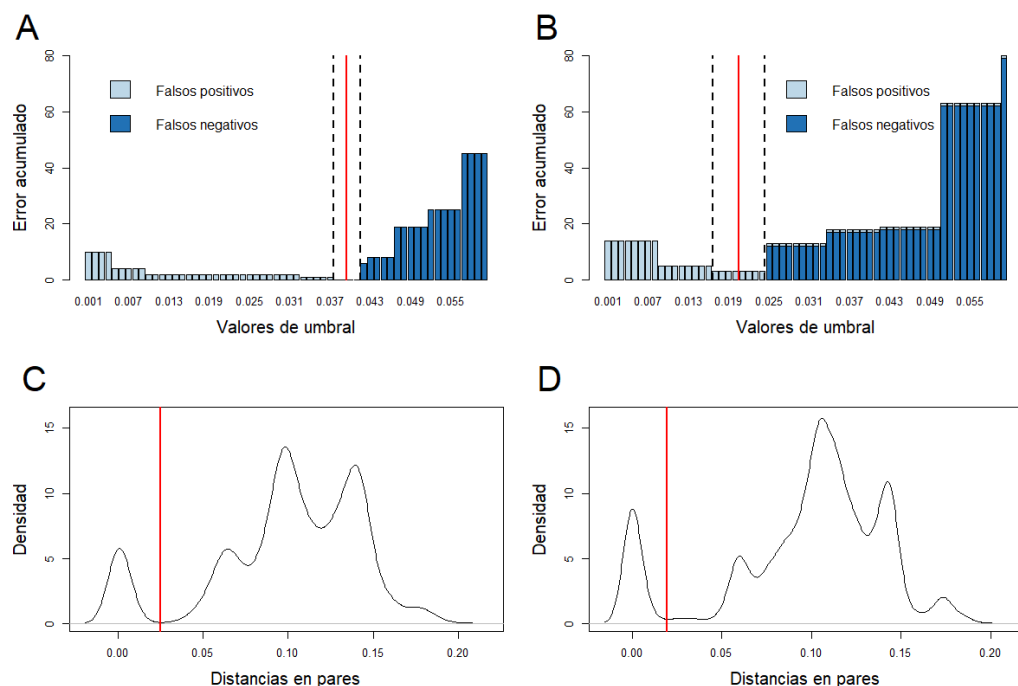 A
Error acumulado
80
60
40
20
0
Falsos positivos
Falsos negativos
0.001 0.007 0.013 0.019 0.025 0.031 0.037 0.043 0.049 0.055
Valores de umbral
B
Error acumulado
80
60
40
20
0
Falsos positivos
Falsos negativos
0.001 0.007 0.013 0.019 0.025 0.031 0.037 0.043 0.049 0.055
Valores de umbral
C
Densidad
15
10
5
0
0.00 0.05 0.10 0.15 0.20
Distancias en pares
D
Densidad
15
10
5
0
0.00 0.05 0.10 0.15 0.20
Distancias en pares